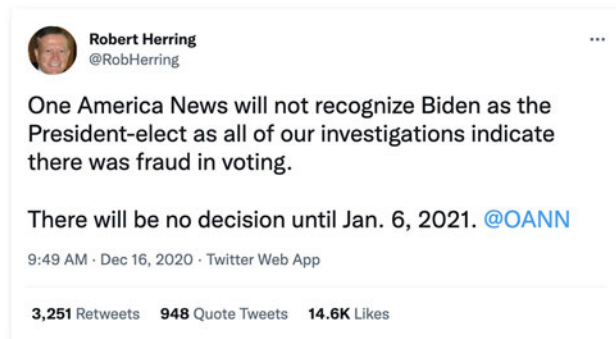 Robert Herring
@RobHerring
One America News will not recognize Biden as the
President-elect as all of our investigations indicate
there was fraud in voting.
There will be no decision until Jan. 6, 2021. @OANN
9:49 AM · Dec 16, 2020 · Twitter Web App
3,251 Retweets 948 Quote Tweets 14.6K Likes